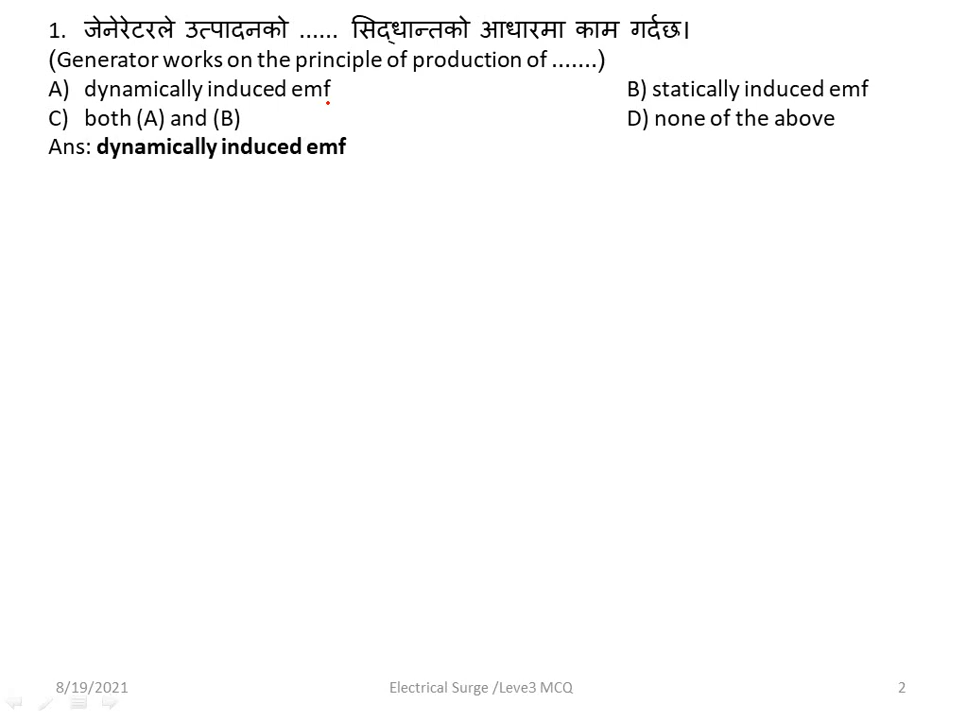 1. जेनेरेटरले उत्पादनको ...... सिद्धान्तको आधारमा काम गर्दछ।
(Generator works on the principle of production of .......)
A) dynamically induced emf B) statically induced emf
C) both (A) and (B) D) none of the above
Ans: dynamically induced emf
8/19/2021 Electrical Surge /Leve3 MCQ 2